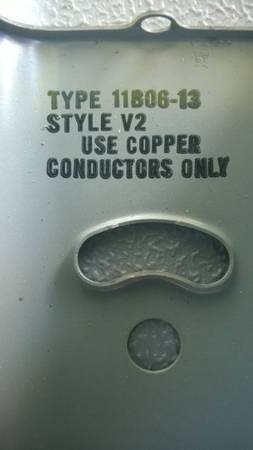 TYPE 11B06-13
STYLE V2
USE COPPER
CONDUCTORS ONLY